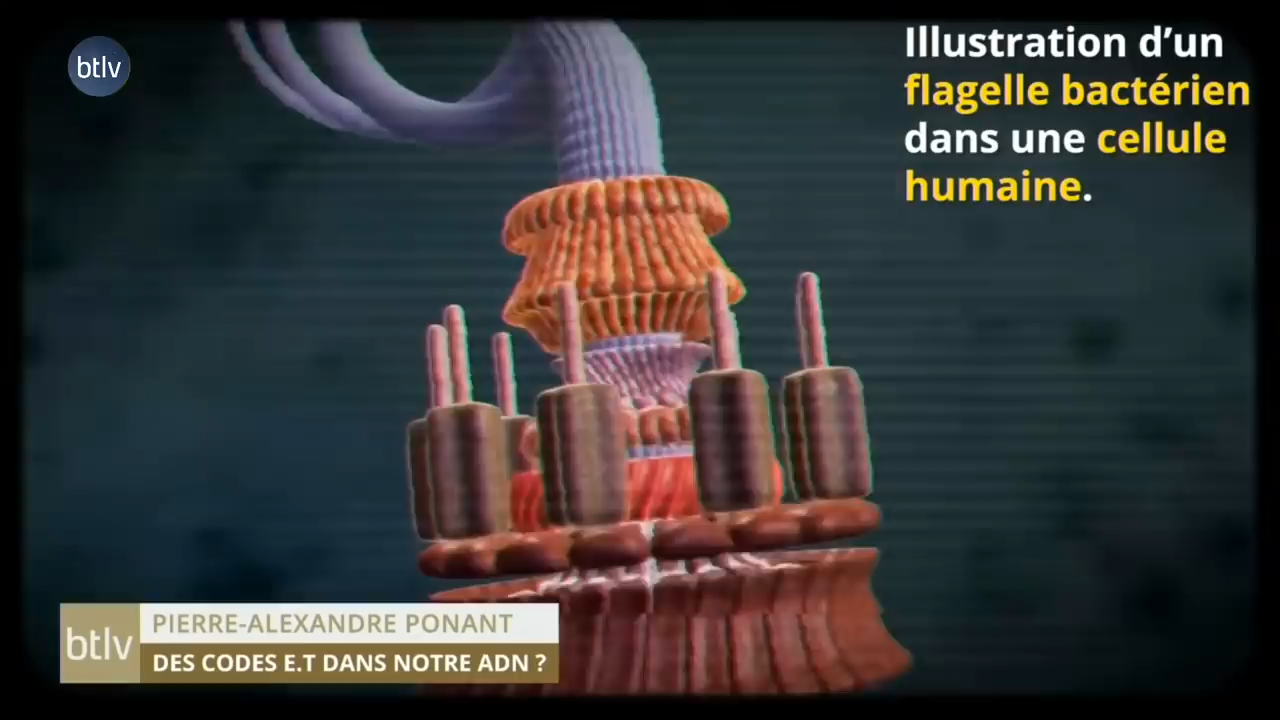 btlv
Illustration d’un
flagelle bactérien
dans une cellule
humaine.
btlv
PIERRE-ALEXANDRE PONANT
DES CODES E.T DANS NOTRE ADN ?